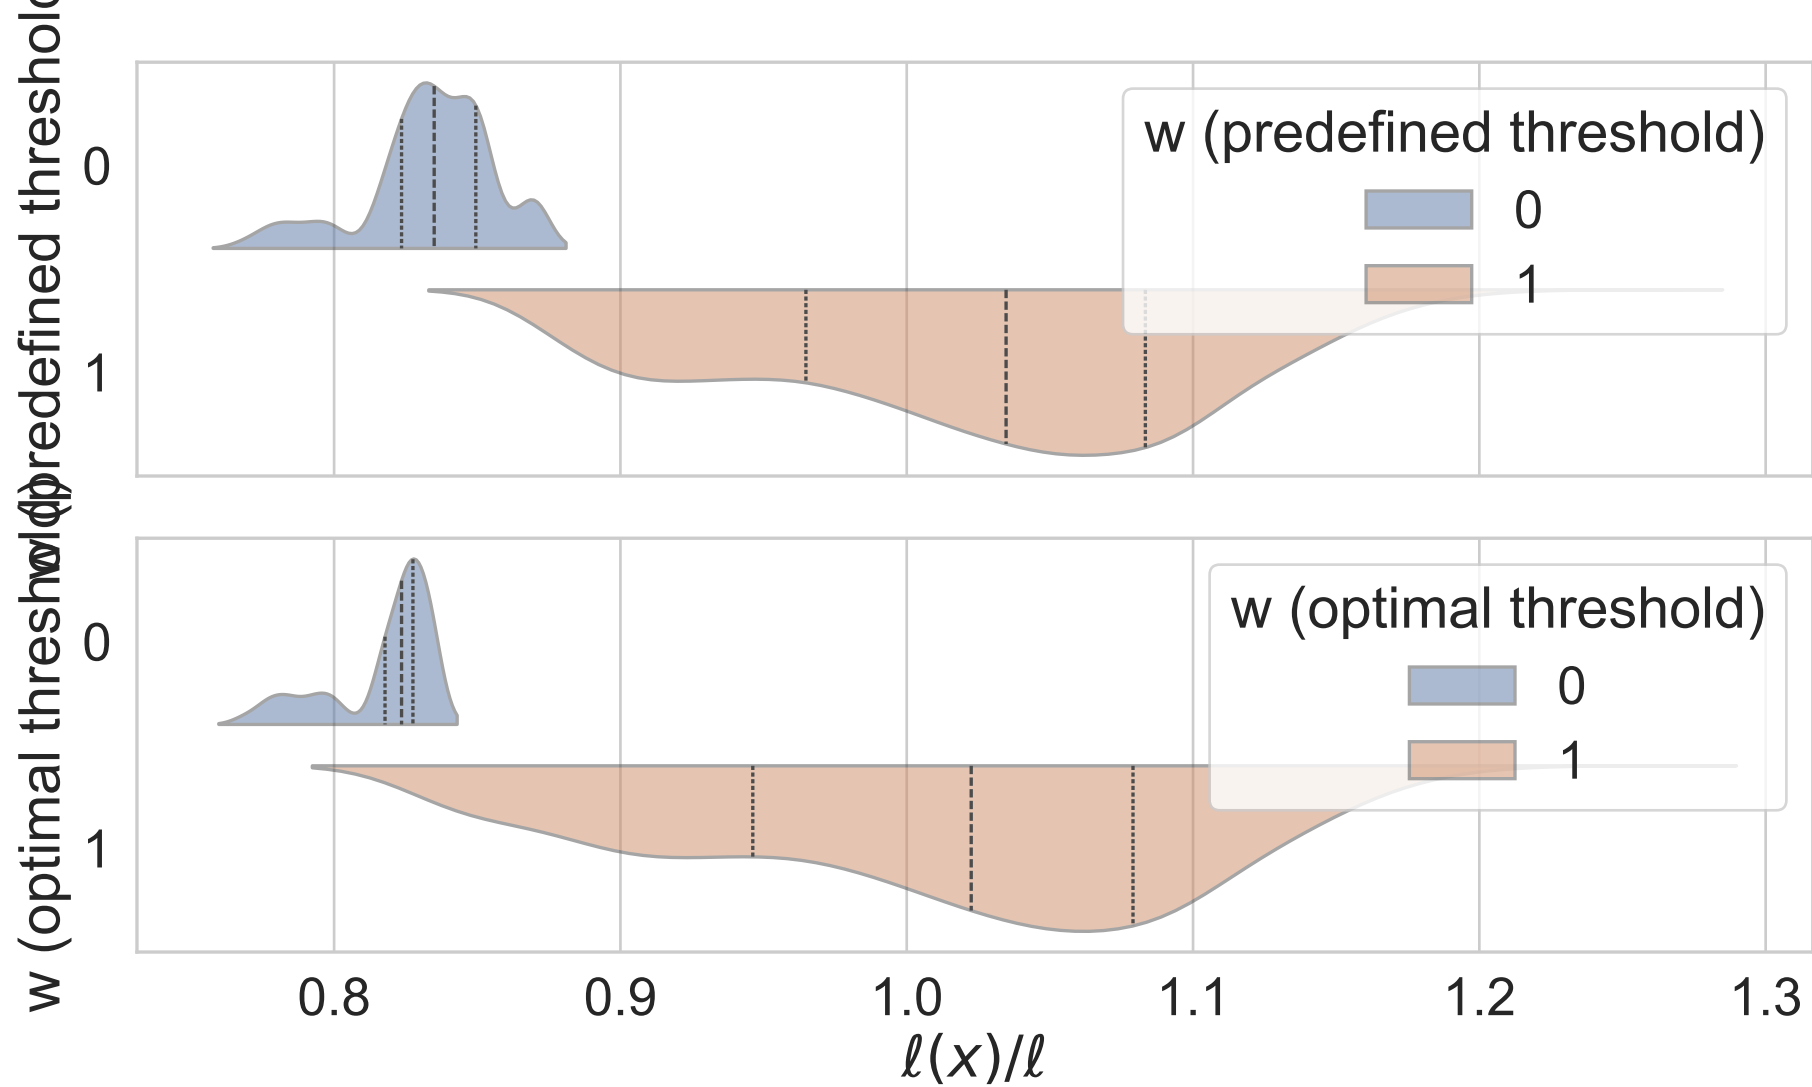 w (predefined threshold)
0
1
w (predefined threshold)
0
1
w (optimal threshold)
0
1
w (optimal threshold)
0
1
0.8 0.9 1.0 1.1 1.2 1.3
ℓ(x)/ℓ